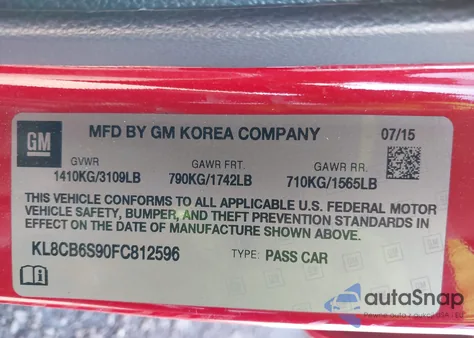 GM
MFD BY GM KOREA COMPANY 07/15
GVWR GAWR FRT. GAWR RR.
1410KG/3109LB 790KG/1742LB 710KG/1565LB
THIS VEHICLE CONFORMS TO ALL APPLICABLE U.S. FEDERAL MOTOR
VEHICLE SAFETY, BUMPER, AND THEFT PREVENTION STANDARDS IN
EFFECT ON THE DATE OF MANUFACTURE SHOWN ABOVE.
KL8CB6S90FC812596 TYPE: PASS CAR
autoSnap